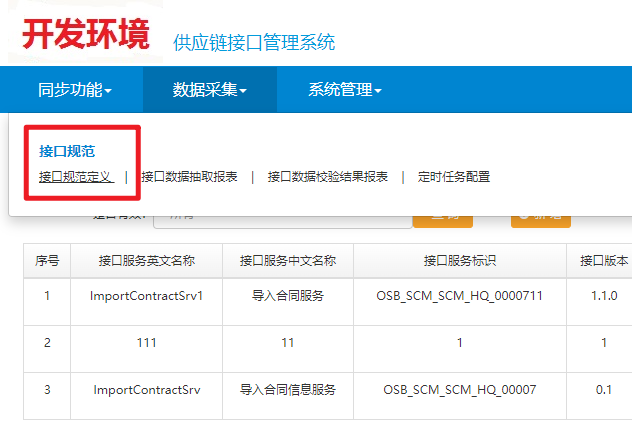 开发环境 供应链接口管理系统
同步功能 数据采集 系统管理
接口规范
接口规范定义 | 接口数据抽取报表 | 接口数据校验结果报表 | 定时任务配置
序号 接口服务英文名称 接口服务中文名称 接口服务标识 接口版本
1 ImportContractSrv1 导入合同服务 OSB_SCM_SCM_HQ_0000711 1.1.0
2 111 11 1 1
3 ImportContractSrv 导入合同信息服务 OSB_SCM_SCM_HQ_00007 0.1